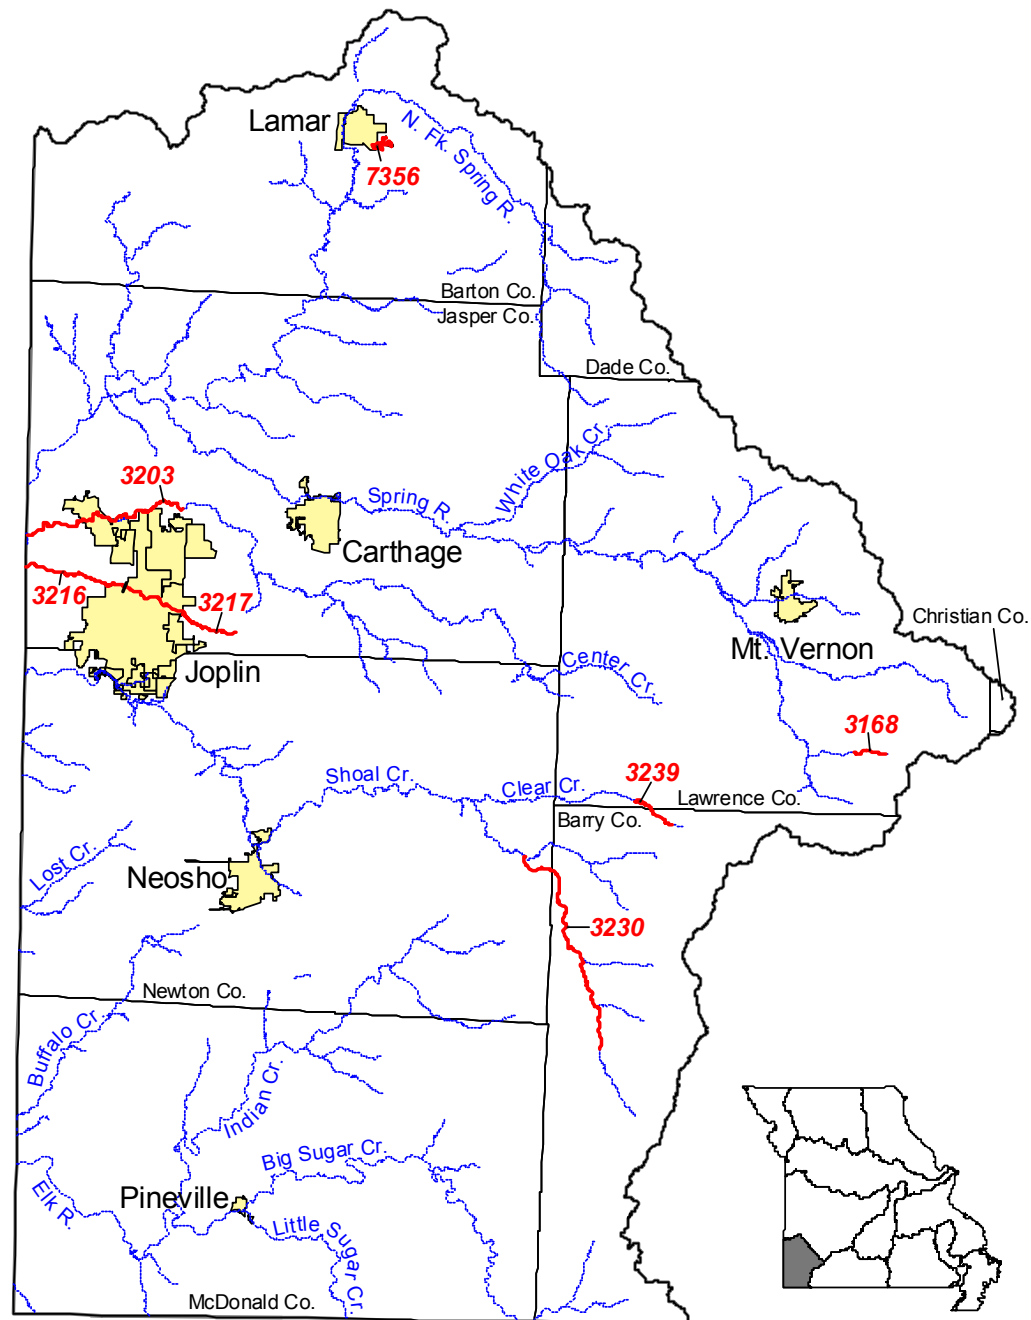 Lamar
N. Fk. Spring R.
7356
Barton Co.
Jasper Co.
Dade Co.
White Oak Cr.
3203
Spring R.
Carthage
3216
3217
Christian Co.
Mt. Vernon
Joplin
Center Cr.
3168
Shoal Cr.
Clear Cr.
3239
Lawrence Co.
Barry Co.
Lost Cr.
Neosho
3230
Newton Co.
Buffalo Cr.
Indian Cr.
Big Sugar Cr.
Elk R.
Pineville
Little Sugar Cr.
McDonald Co.